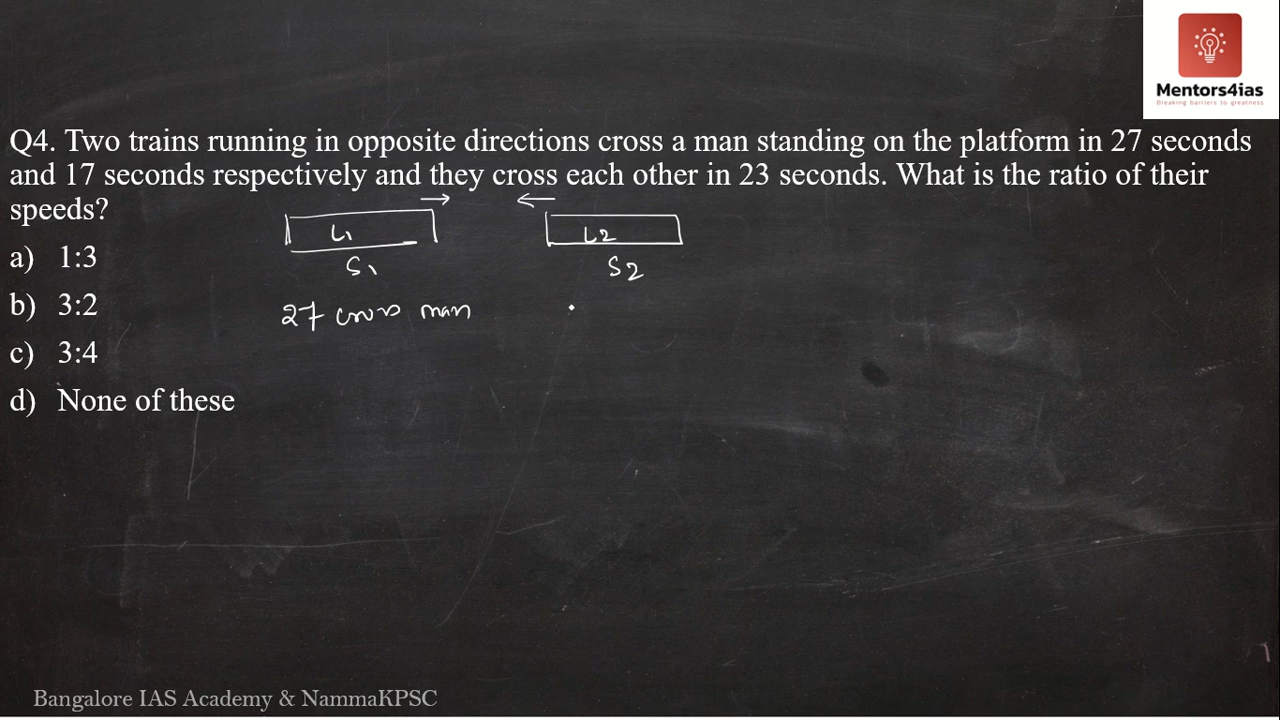 Mentors4ias
Breaking barriers to greatness
Q4. Two trains running in opposite directions cross a man standing on the platform in 27 seconds
and 17 seconds respectively and they cross each other in 23 seconds. What is the ratio of their
speeds?
L1 L2
a) 1:3
S1 S2
b) 3:2
27 cross man
c) 3:4
d) None of these
Bangalore IAS Academy & NammaKPSC